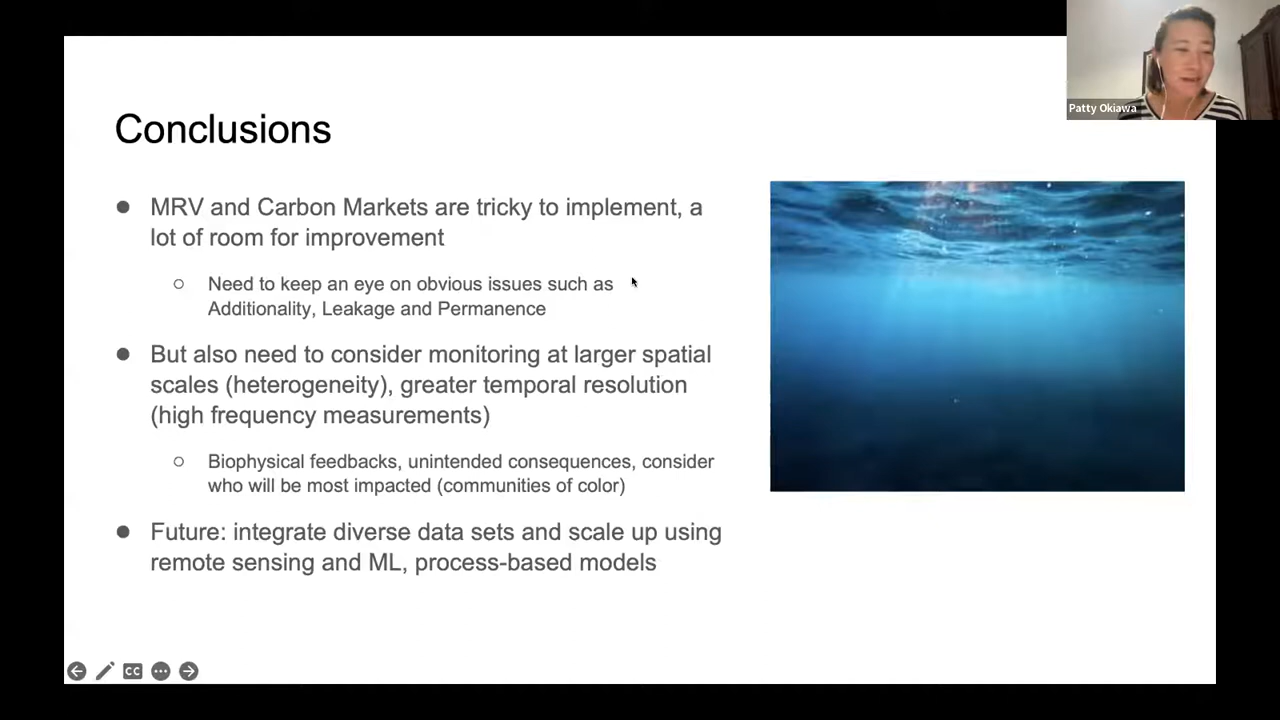 Patty Okiawa
Conclusions
● MRV and Carbon Markets are tricky to implement, a
lot of room for improvement
○ Need to keep an eye on obvious issues such as
Additionality, Leakage and Permanence
● But also need to consider monitoring at larger spatial
scales (heterogeneity), greater temporal resolution
(high frequency measurements)
○ Biophysical feedbacks, unintended consequences, consider
who will be most impacted (communities of color)
● Future: integrate diverse data sets and scale up using
remote sensing and ML, process-based models
CC